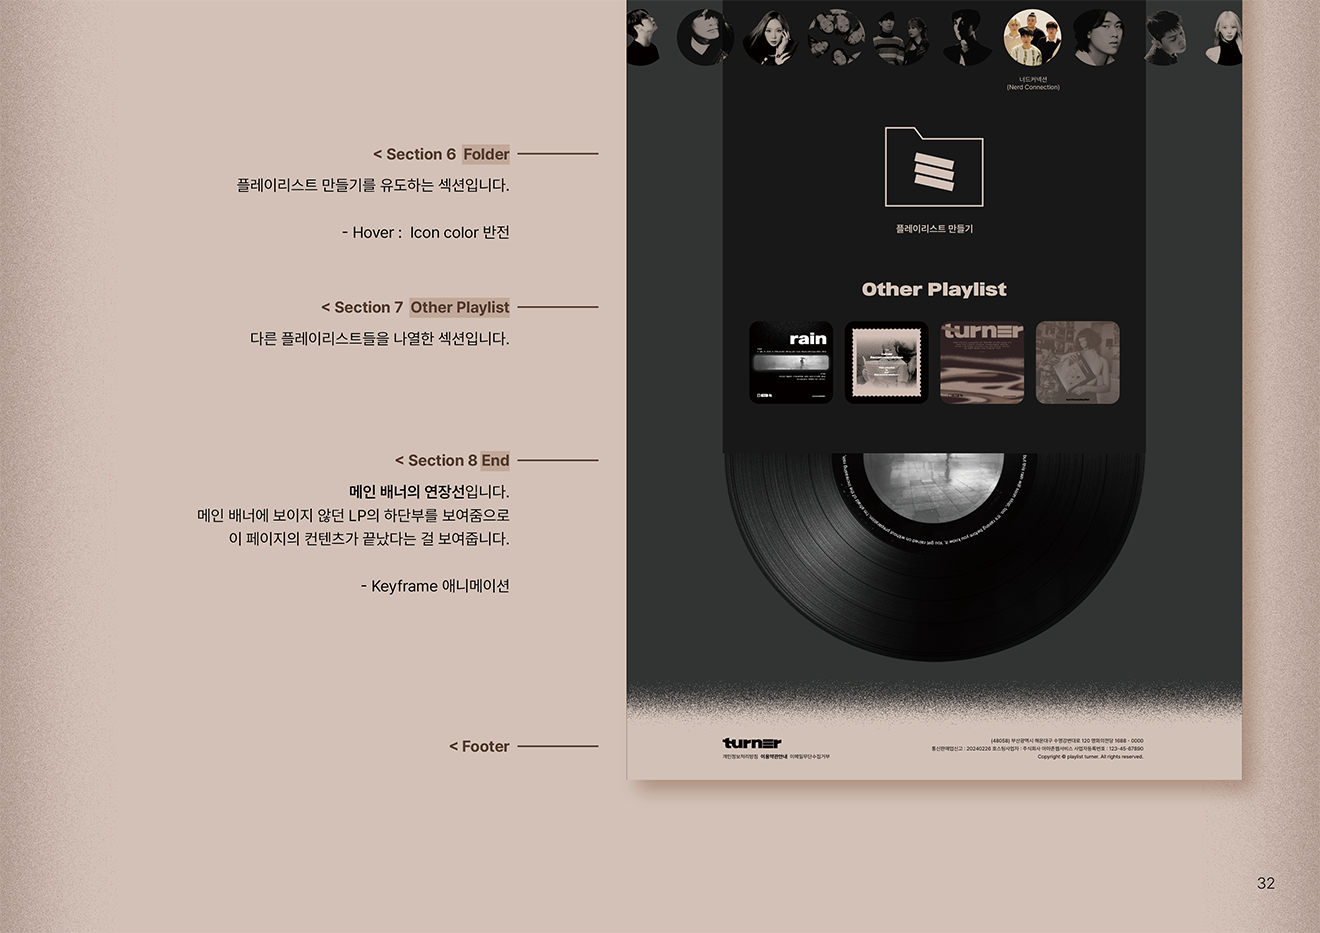 < Section 6 Folder
플레이리스트 만들기를 유도하는 섹션입니다.
- Hover : Icon color 반전
< Section 7 Other Playlist
다른 플레이리스트들을 나열한 섹션입니다.
< Section 8 End
메인 배너의 연장선입니다.
메인 배너에 보이지 않던 LP의 하단부를 보여줌으로
이 페이지의 컨텐츠가 끝났다는 걸 보여줍니다.
- Keyframe 애니메이션
< Footer
너드커넥션
(Nerd Connection)
플레이리스트 만들기
Other Playlist
rain
turner
turner
개인정보처리방침 이용약관안내 이메일무단수집거부
(48058) 부산광역시 해운대구 수영강변대로 120 영화의전당 1688 - 0000
통신판매업신고 : 20240226 호스팅사업자 : 주식회사 아마존웹서비스 사업자등록번호 : 123-45-67890
Copyright © playlist turner. All rights reserved.
32